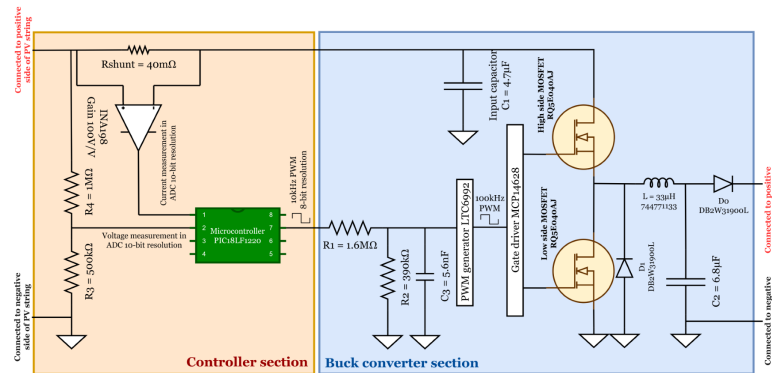 Connected to positive
side of PV string
Rshunt = 40mΩ
INA168
Gain 100V/V
Current measurement in
ADC 10-bit resolution
R4 = 1MΩ
Voltage measurement in
ADC 10-bit resolution
R3 = 500kΩ
Connected to negative
side of PV string
1
2
3
4
8
7
6
5
Microcontroller
PIC18LF1220
10kHz PWM
8-bit resolution
Controller section
R1 = 1.6MΩ
R2 = 390kΩ
C3 = 5.6nF
PWM generator LTC6992
100kHz
PWM
Gate driver MCP14628
Input capacitor
C1 = 4.7µF
High side MOSFET
RQ5E040AJ
Low side MOSFET
RQ5E040AJ
D1
DB2W31900L
L = 33µH
744771133
D0
DB2W31900L
C2 = 6.8µF
Connected to positive
Connected to negative
Buck converter section